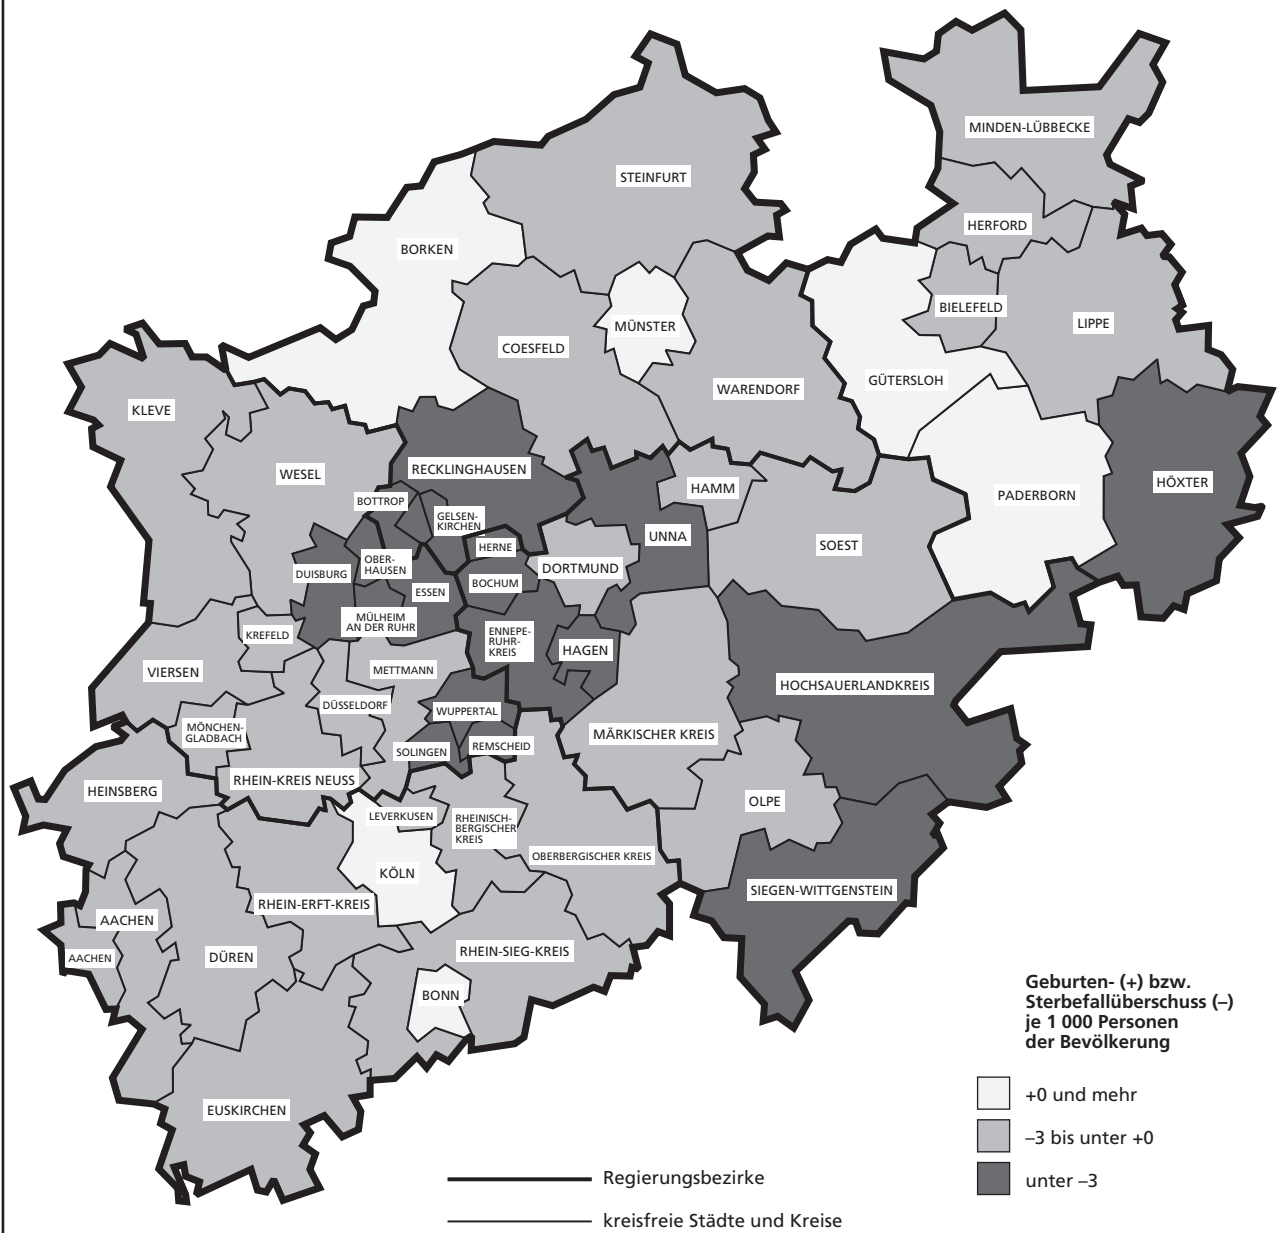 MINDEN-LÜBBECKE
STEINFURT
HERFORD
BORKEN
BIELEFELD
MÜNSTER
LIPPE
COESFELD
GÜTERSLOH
WARENDORF
KLEVE
RECKLINGHAUSEN
WESEL
HÖXTER
HAMM
PADERBORN
BOTTROP
GELSEN-
KIRCHEN
UNNA
SOEST
HERNE
OBER-
HAUSEN
DORTMUND
DUISBURG
BOCHUM
ESSEN
MÜLHEIM
AN DER RUHR
KREFELD
ENNEPE-
RUHR-
KREIS
HAGEN
VIERSEN
METTMANN
HOCHSAUERLANDKREIS
DÜSSELDORF
WUPPERTAL
MÖNCHEN-
GLADBACH
MÄRKISCHER KREIS
SOLINGEN
REMSCHEID
RHEIN-KREIS NEUSS
HEINSBERG
OLPE
LEVERKUSEN
RHEINISCH-
BERGISCHER
KREIS
OBERBERGISCHER KREIS
KÖLN
SIEGEN-WITTGENSTEIN
RHEIN-ERFT-KREIS
AACHEN
RHEIN-SIEG-KREIS
AACHEN
DÜREN
BONN
EUSKIRCHEN
Geburten- (+) bzw.
Sterbefallüberschuss (–)
je 1 000 Personen
der Bevölkerung
+0 und mehr
–3 bis unter +0
unter –3
Regierungsbezirke
kreisfreie Städte und Kreise